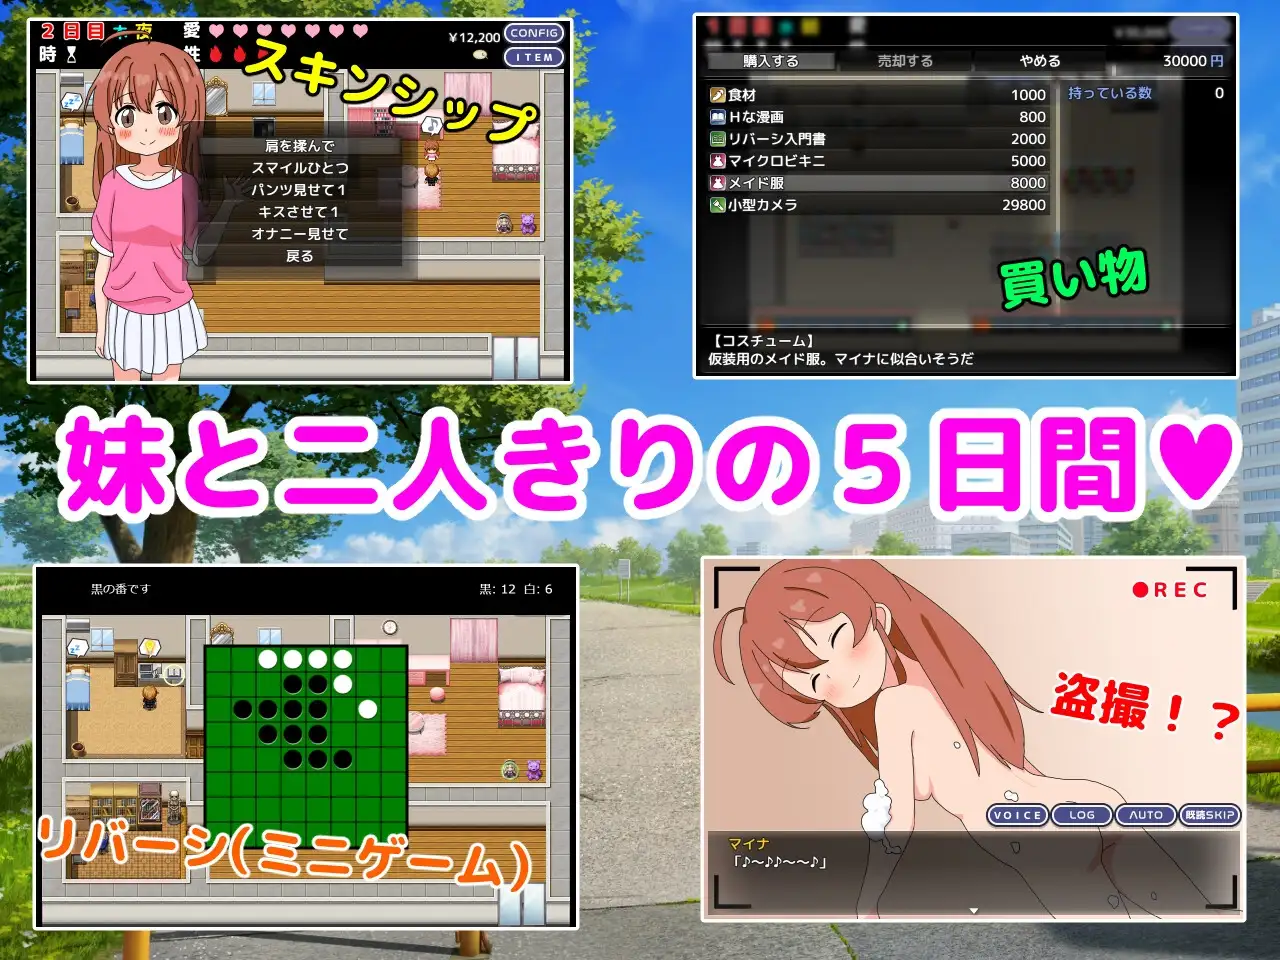 2日目 夜
愛
時
性
¥12,200
CONFIG
ITEM
スキンシップ
肩を揉んで
スマイルひとつ
パンツ見せて１
キスさせて１
オナニー見せて
戻る
購入する 売却する やめる 30000円
食材 1000
Hな漫画 800
リバーシ入門書 2000
マイクロビキニ 5000
メイド服 8000
小型カメラ 29800
持っている数 0
買い物
【コスチューム】
仮装用のメイド服。マイナに似合いそうだ
妹と二人きりの５日間♥
黒の番です
黒: 12 白: 6
リバーシ(ミニゲーム)
●REC
盗撮！？
VOICE LOG AUTO 既読SKIP
マイナ
「♪～♪♪～～♪」